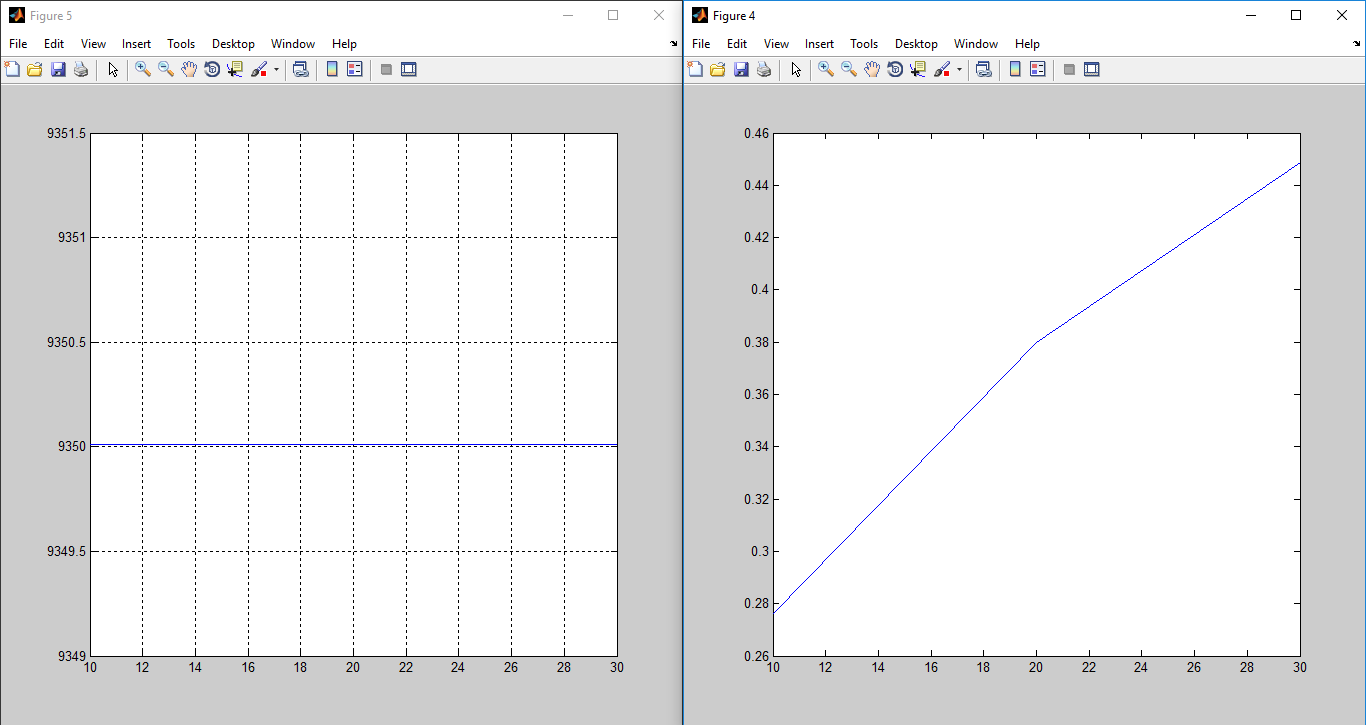 Figure 5
File Edit View Insert Tools Desktop Window Help
9351.5
9351
9350.5
9350
9349.5
9349
10 12 14 16 18 20 22 24 26 28 30
Figure 4
File Edit View Insert Tools Desktop Window Help
0.46
0.44
0.42
0.4
0.38
0.36
0.34
0.32
0.3
0.28
0.26
10 12 14 16 18 20 22 24 26 28 30